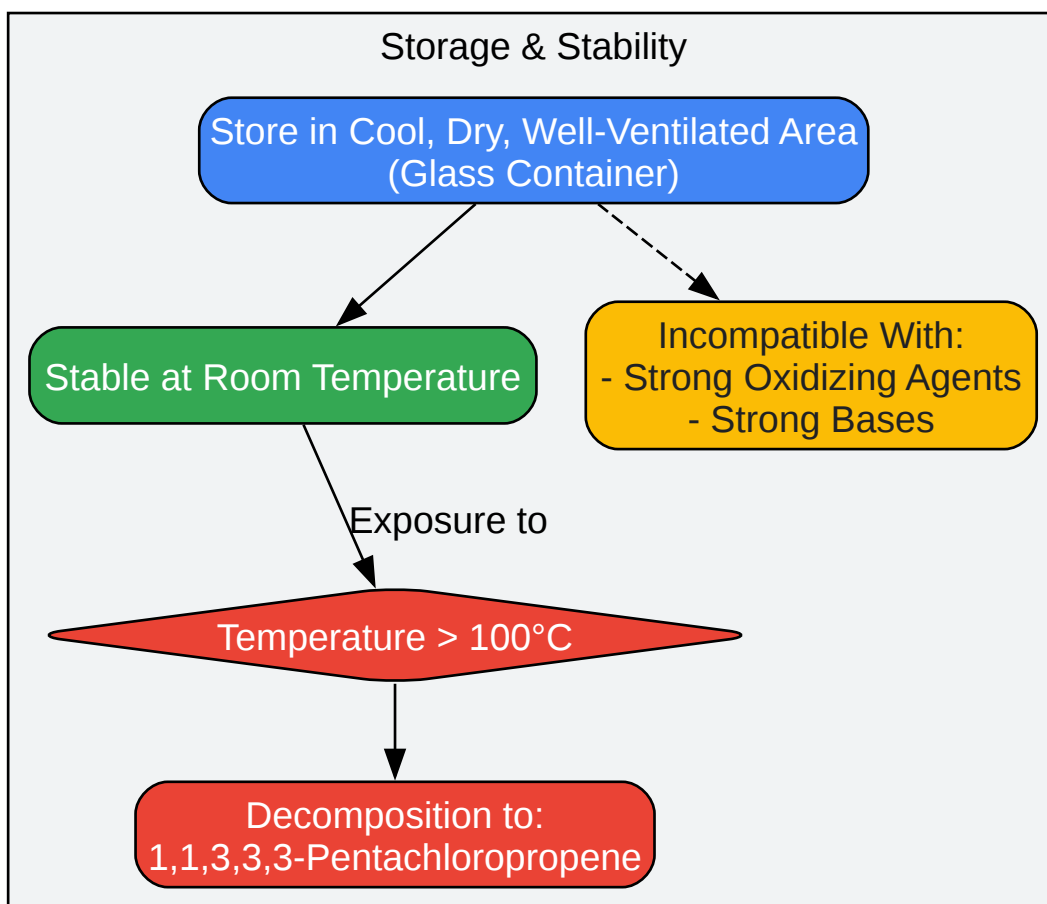 Storage & Stability
Store in Cool, Dry, Well-Ventilated Area
(Glass Container)
Stable at Room Temperature
Incompatible With:
- Strong Oxidizing Agents
- Strong Bases
Exposure to
Temperature > 100°C
Decomposition to:
1,1,3,3,3-Pentachloropropene